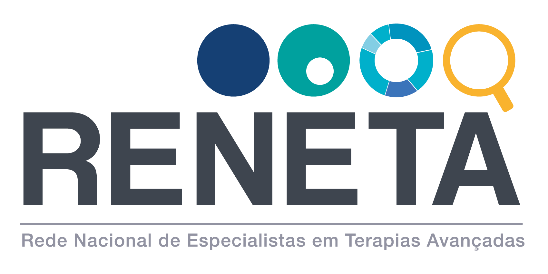 RENETA
Rede Nacional de Especialistas em Terapias Avançadas